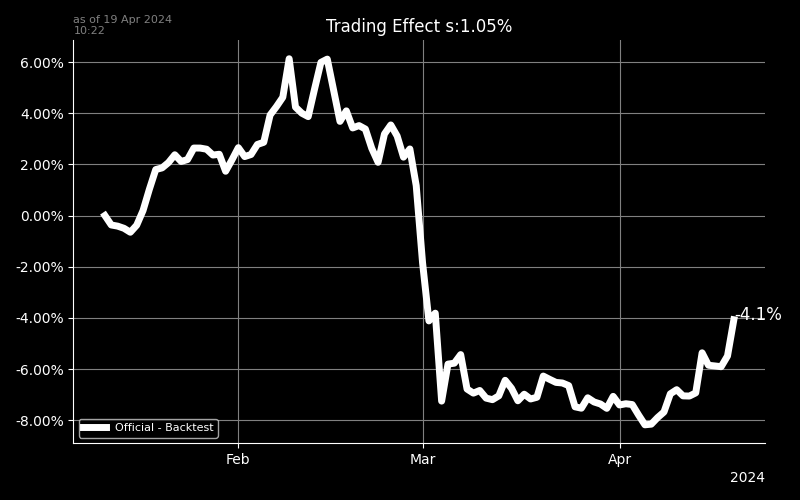 as of 19 Apr 2024
10:22
Trading Effect s:1.05%
6.00%
4.00%
2.00%
0.00%
-2.00%
-4.00%
-6.00%
-8.00%
-4.1%
Official - Backtest
Feb
Mar
Apr
2024